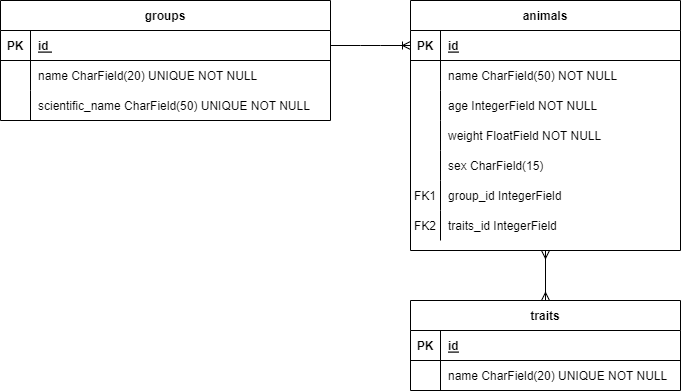 groups
PK id
name CharField(20) UNIQUE NOT NULL
scientific_name CharField(50) UNIQUE NOT NULL
animals
PK id
name CharField(50) NOT NULL
age IntegerField NOT NULL
weight FloatField NOT NULL
sex CharField(15)
FK1 group_id IntegerField
FK2 traits_id IntegerField
traits
PK id
name CharField(20) UNIQUE NOT NULL